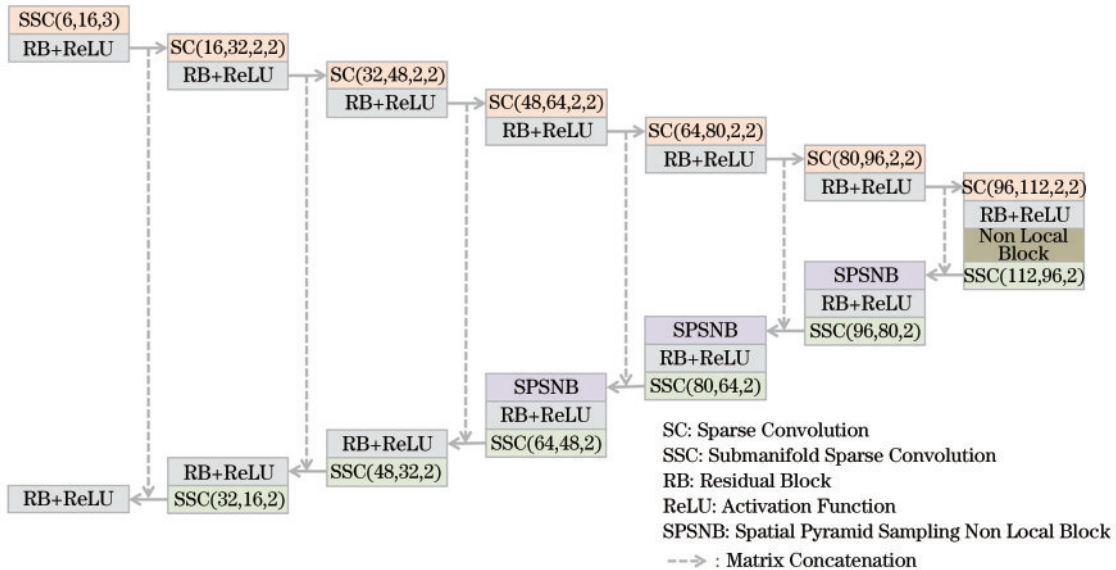 SSC(6,16,3)
RB+ReLU
SC(16,32,2,2)
RB+ReLU
SC(32,48,2,2)
RB+ReLU
SC(48,64,2,2)
RB+ReLU
SC(64,80,2,2)
RB+ReLU
SC(80,96,2,2)
RB+ReLU
SC(96,112,2,2)
RB+ReLU
Non Local
Block
SSC(112,96,2)
SPSNB
RB+ReLU
SSC(96,80,2)
SPSNB
RB+ReLU
SSC(80,64,2)
SPSNB
RB+ReLU
SSC(64,48,2)
RB+ReLU
SSC(48,32,2)
RB+ReLU
SSC(32,16,2)
RB+ReLU
SC: Sparse Convolution
SSC: Submanifold Sparse Convolution
RB: Residual Block
ReLU: Activation Function
SPSNB: Spatial Pyramid Sampling Non Local Block
: Matrix Concatenation